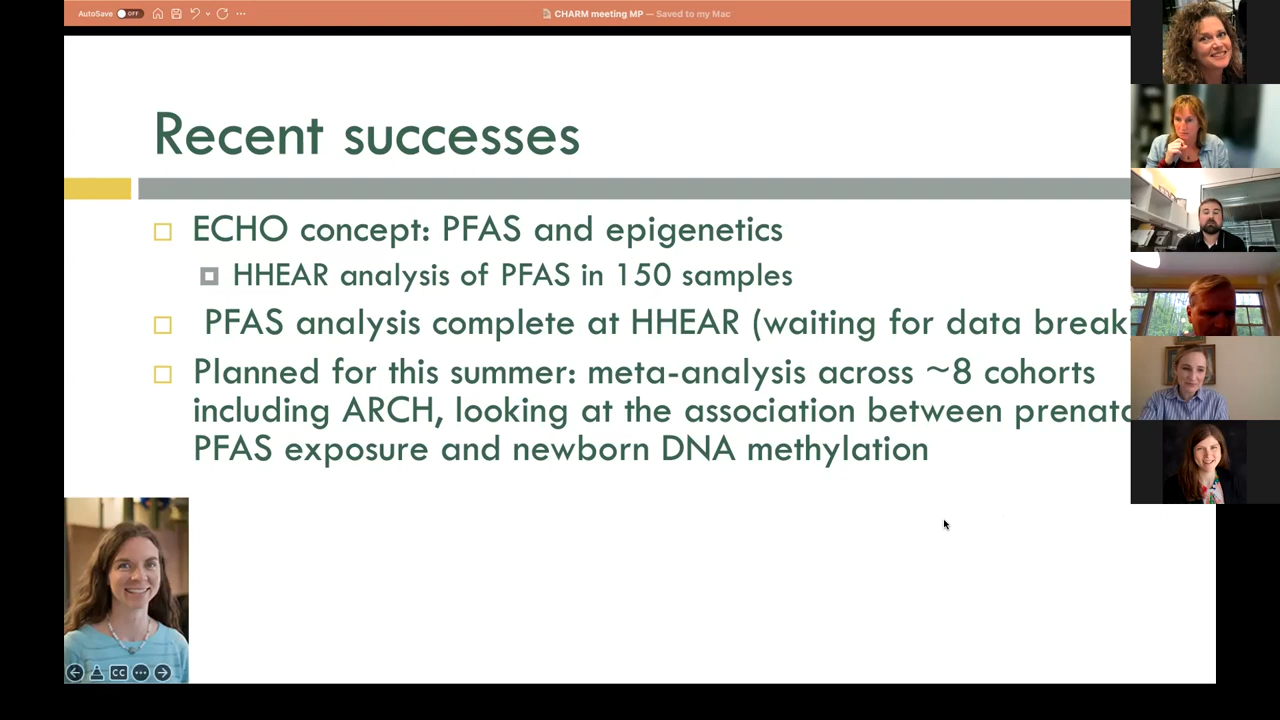 AutoSave OFF
CHARM meeting MP — Saved to my Mac
Recent successes
ECHO concept: PFAS and epigenetics
HHEAR analysis of PFAS in 150 samples
PFAS analysis complete at HHEAR (waiting for data break
Planned for this summer: meta-analysis across ~8 cohorts
including ARCH, looking at the association between
PFAS exposure and newborn DNA methylation
CC